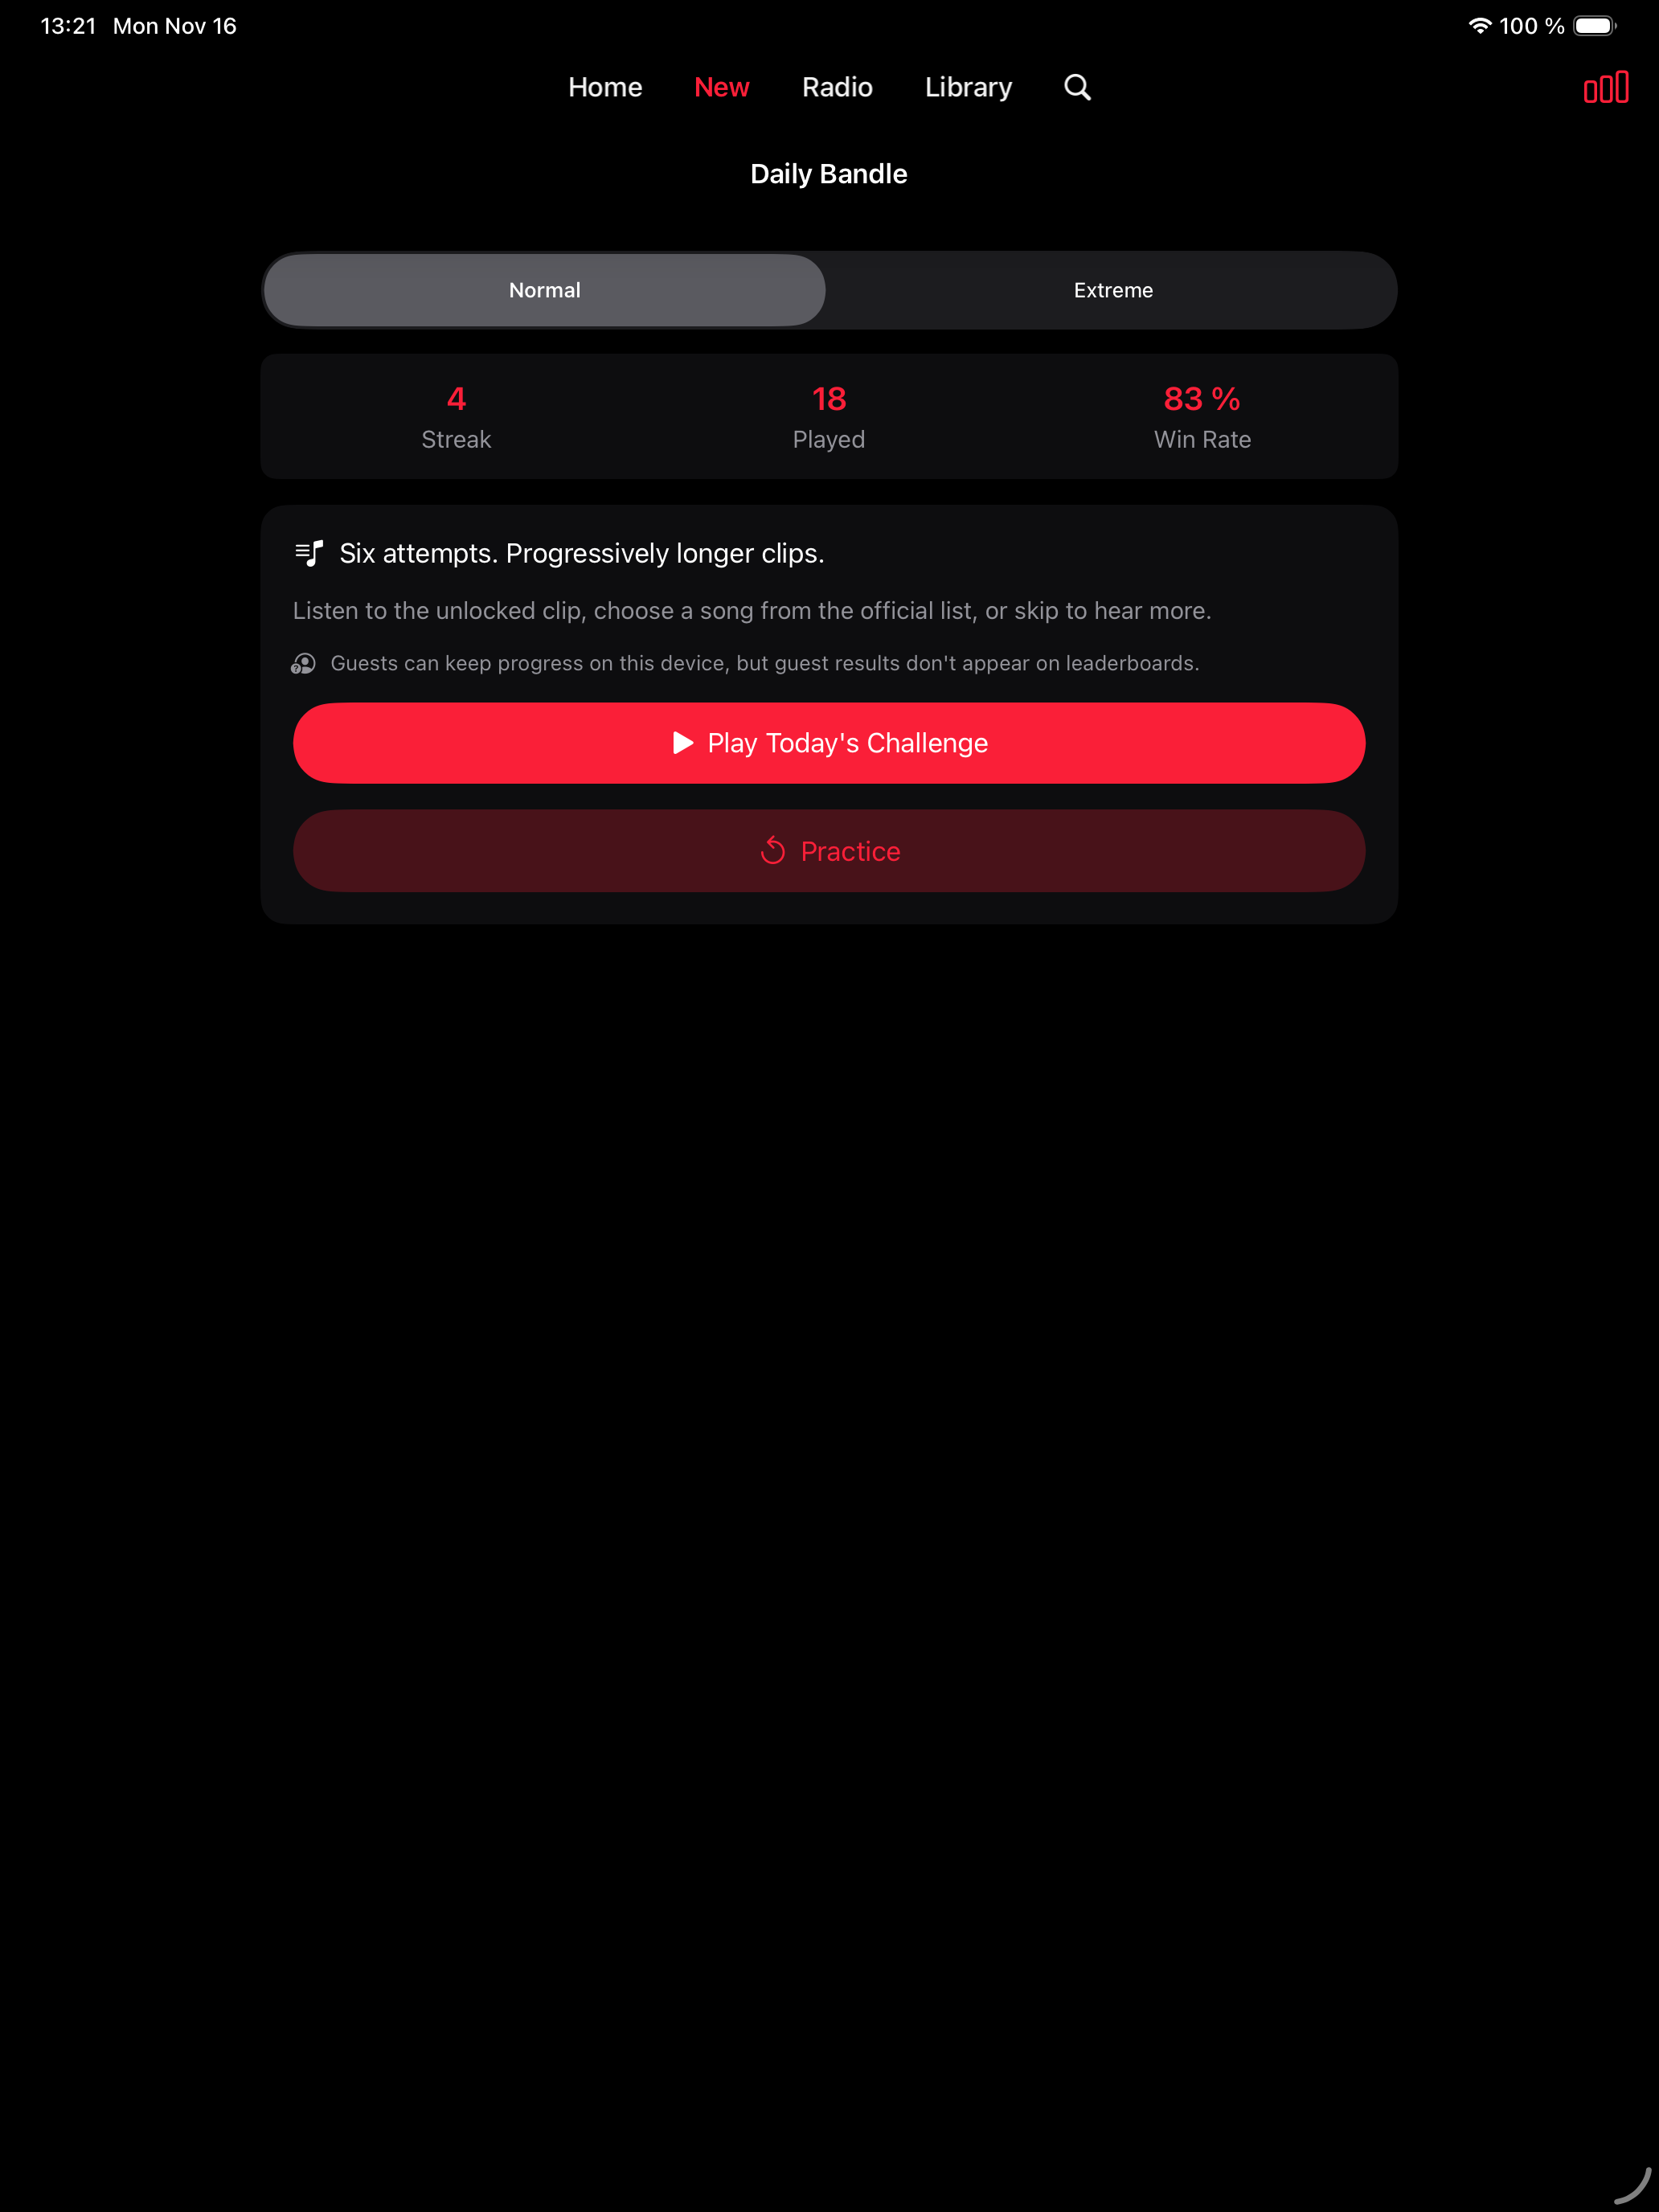 13:21 Mon Nov 16
100 %
Home New Radio Library
Daily Bandle
Normal Extreme
4 18 83 %
Streak Played Win Rate
Six attempts. Progressively longer clips.
Listen to the unlocked clip, choose a song from the official list, or skip to hear more.
Guests can keep progress on this device, but guest results don't appear on leaderboards.
Play Today's Challenge
Practice